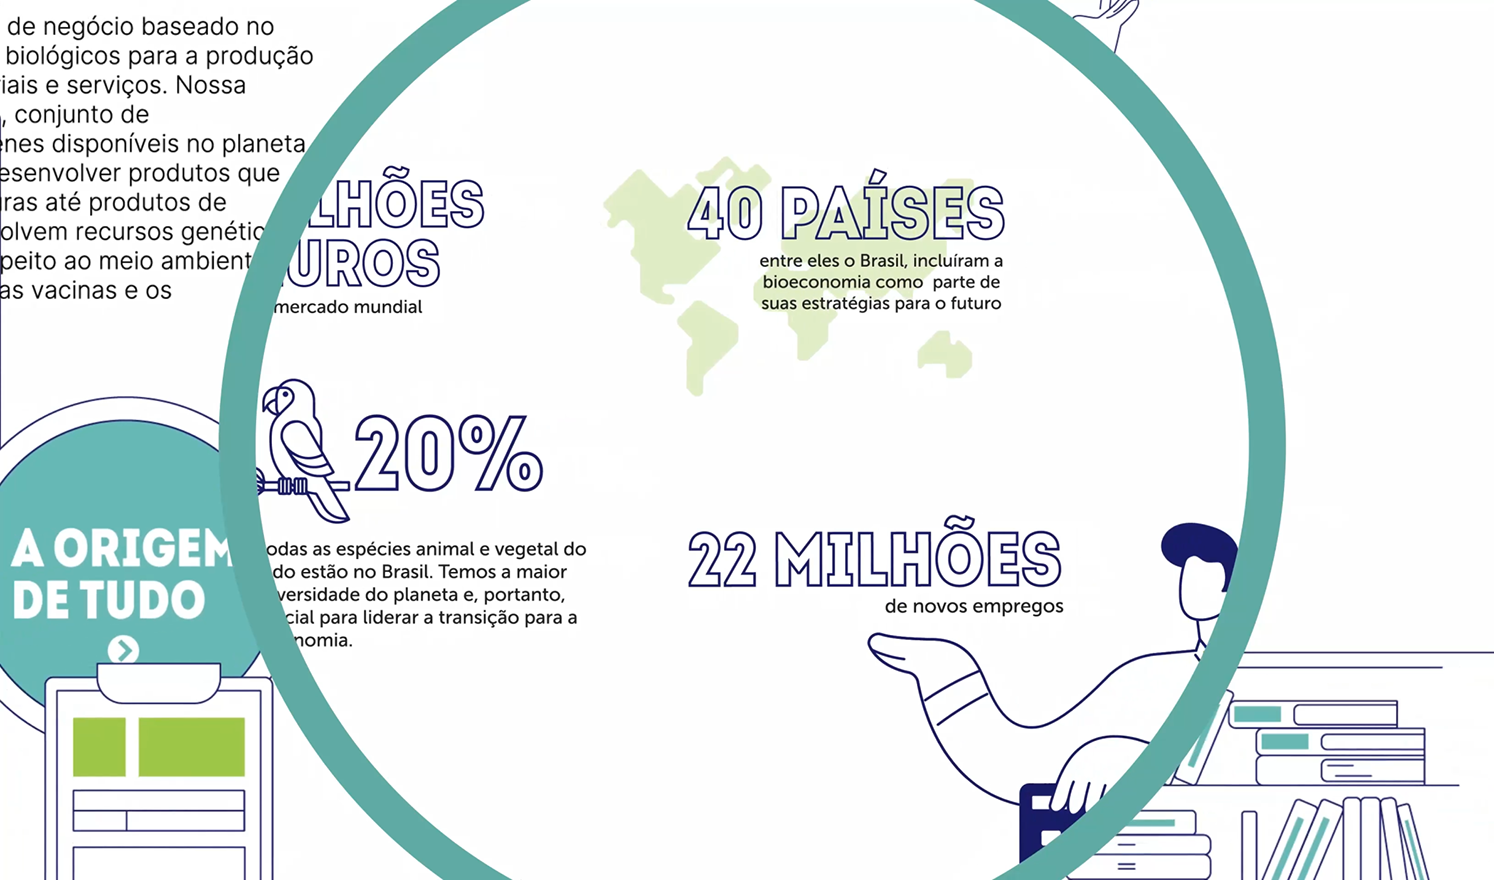 de negócio baseado no
biológicos para a produção
iais e serviços. Nossa
, conjunto de
enes disponíveis no planeta
esenvolver produtos que
ras até produtos de
olvem recursos genétic
peito ao meio ambient
as vacinas e os
LHÕES
UROS
mercado mundial
40 PAÍSES
entre eles o Brasil, incluíram a
bioeconomia como parte de
suas estratégias para o futuro
20%
odas as espécies animal e vegetal do
do estão no Brasil. Temos a maior
versidade do planeta e, portanto,
cial para liderar a transição para a
nomia.
22 MILHÕES
de novos empregos
A ORIGEM
DE TUDO